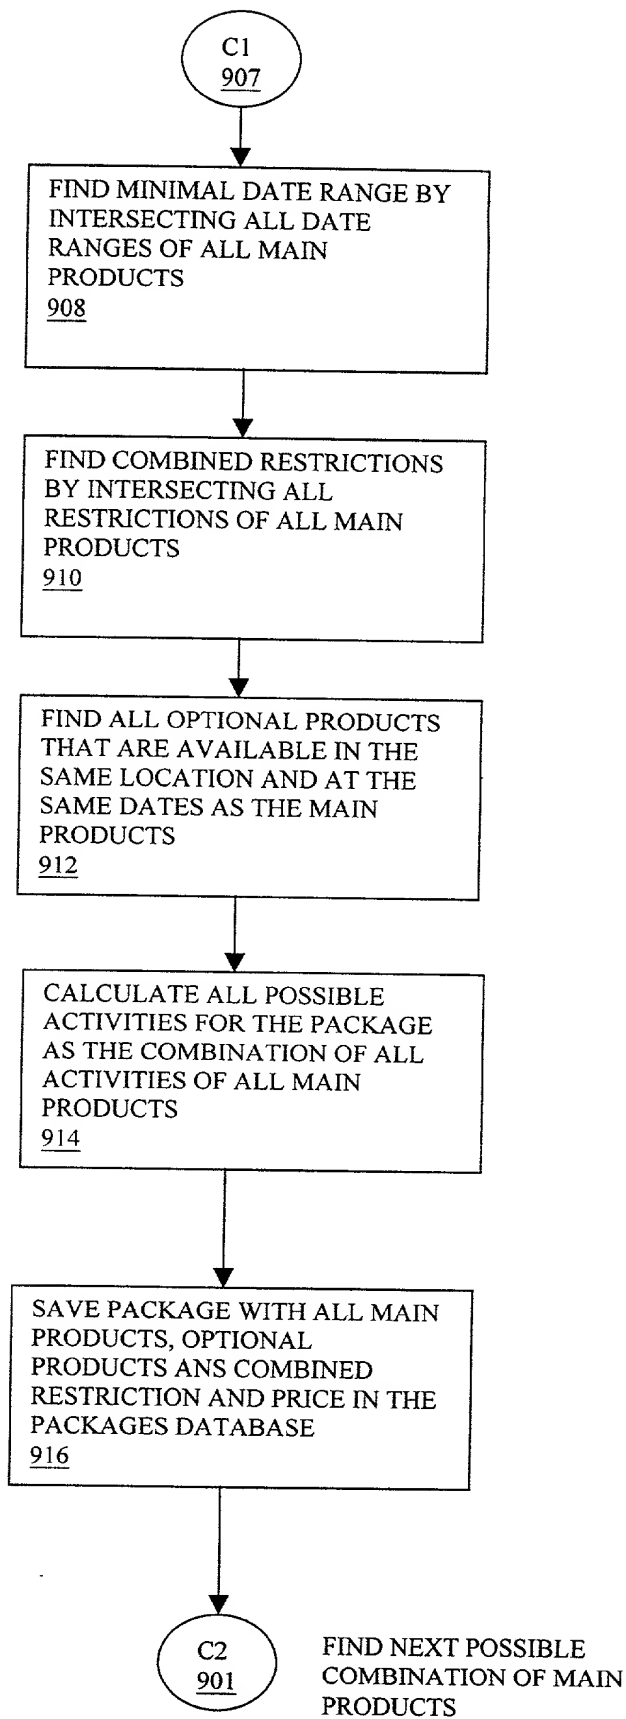 C1
907
FIND MINIMAL DATE RANGE BY
INTERSECTING ALL DATE
RANGES OF ALL MAIN
PRODUCTS
908
FIND COMBINED RESTRICTIONS
BY INTERSECTING ALL
RESTRICTIONS OF ALL MAIN
PRODUCTS
910
FIND ALL OPTIONAL PRODUCTS
THAT ARE AVAILABLE IN THE
SAME LOCATION AND AT THE
SAME DATES AS THE MAIN
PRODUCTS
912
CALCULATE ALL POSSIBLE
ACTIVITIES FOR THE PACKAGE
AS THE COMBINATION OF ALL
ACTIVITIES OF ALL MAIN
PRODUCTS
914
SAVE PACKAGE WITH ALL MAIN
PRODUCTS, OPTIONAL
PRODUCTS ANS COMBINED
RESTRICTION AND PRICE IN THE
PACKAGES DATABASE
916
C2
901
FIND NEXT POSSIBLE
COMBINATION OF MAIN
PRODUCTS